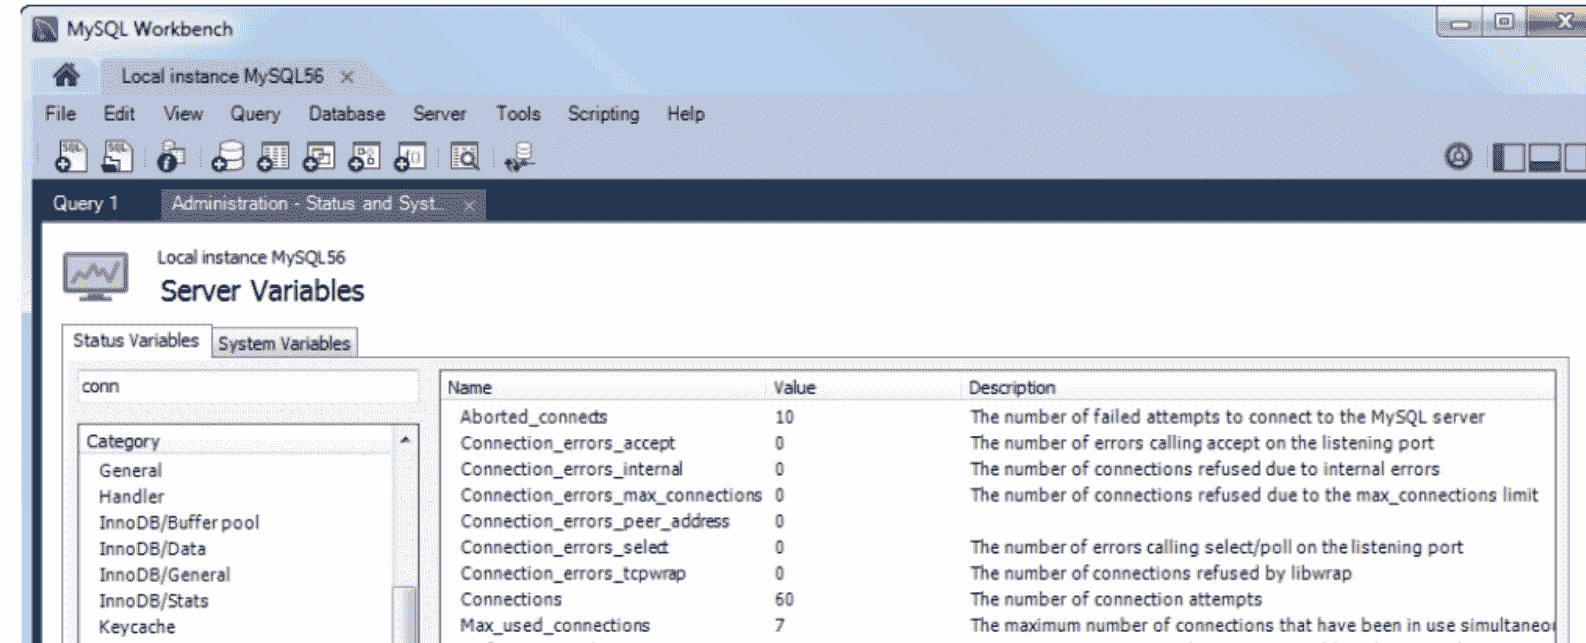 MySQL Workbench
Local instance MySQL56
File Edit View Query Database Server Tools Scripting Help
Query 1 Administration - Status and Syst...
Local instance MySQL56
Server Variables
Status Variables System Variables
conn
Category
General
Handler
InnoDB/Buffer pool
InnoDB/Data
InnoDB/General
InnoDB/Stats
Keycache
Name Value Description
Aborted_connects 10 The number of failed attempts to connect to the MySQL server
Connection_errors_accept 0 The number of errors calling accept on the listening port
Connection_errors_internal 0 The number of connections refused due to internal errors
Connection_errors_max_connections 0 The number of connections refused due to the max_connections limit
Connection_errors_peer_address 0
Connection_errors_select 0 The number of errors calling select/poll on the listening port
Connection_errors_tcpwrap 0 The number of connections refused by libwrap
Connections 60 The number of connection attempts
Max_used_connections 7 The maximum number of connections that have been in use